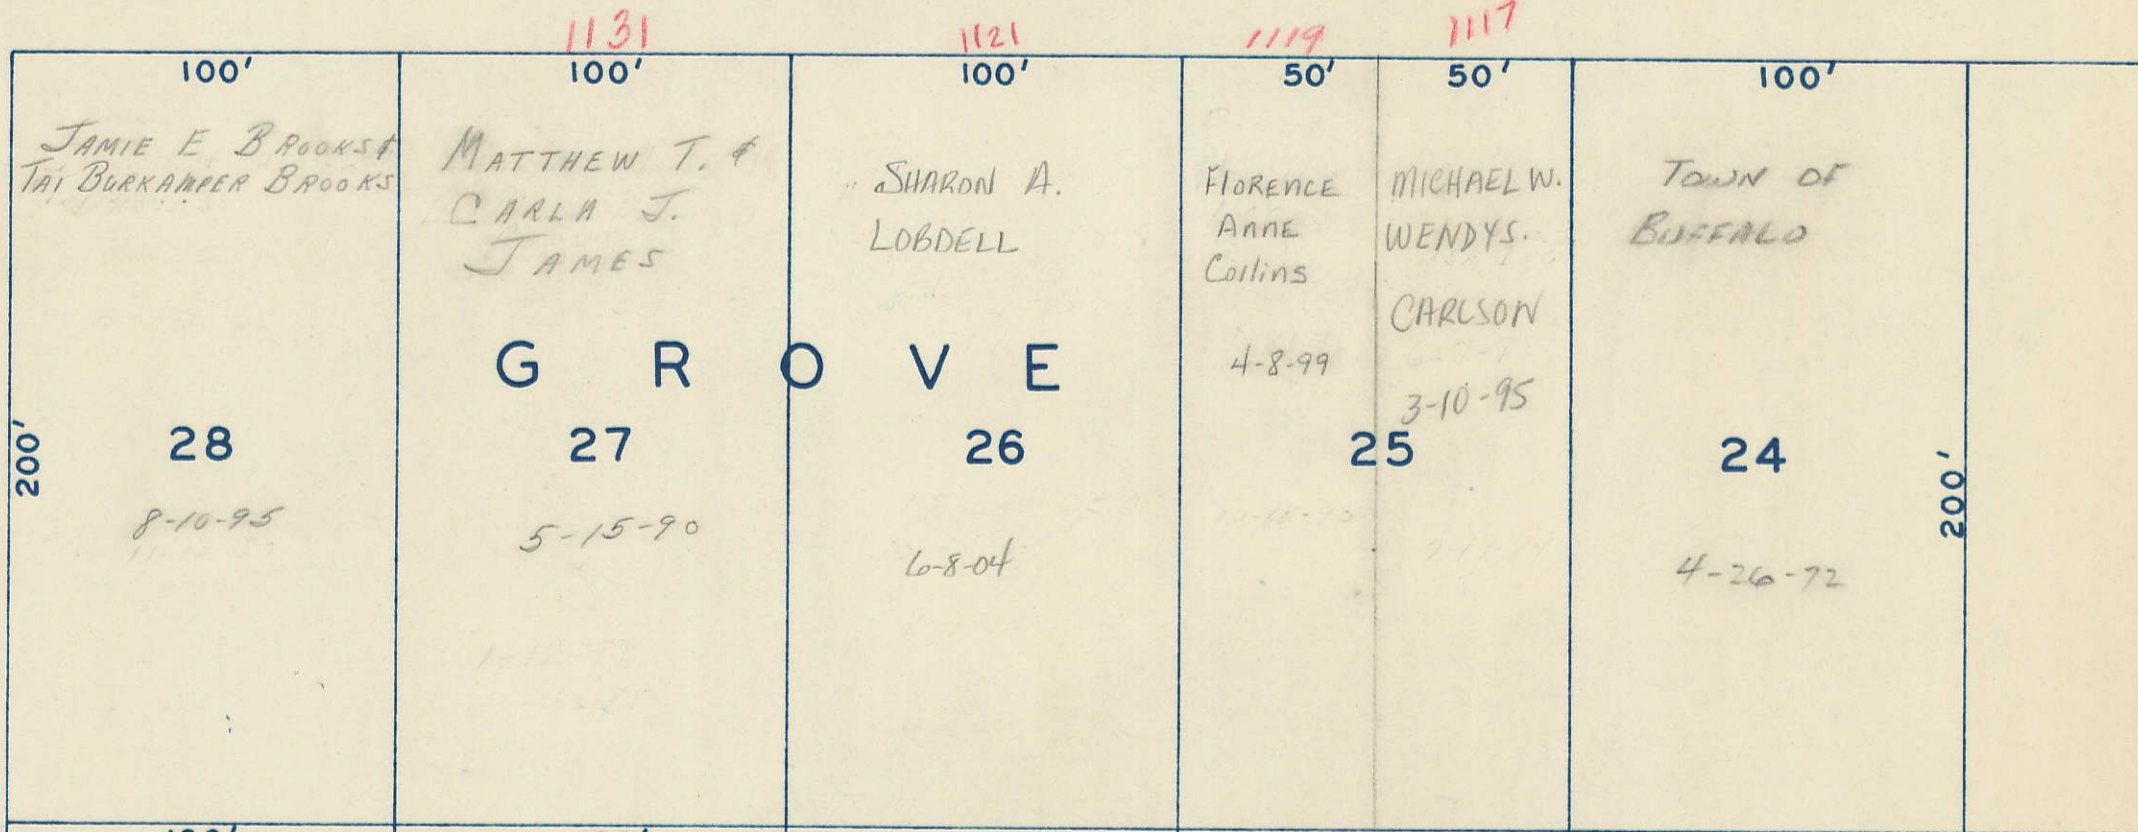 1131
1121
1119
1117
100'
100'
100'
50'
50'
100'
JAMIE E BROOKS &
TAI BURKAMPER BROOKS
MATTHEW T. &
CARLA J.
JAMES
SHARON A.
LOBDELL
FLORENCE
Anne
Collins
MICHAEL W.
WENDY S.
CARLSON
TOWN OF
BUFFALO
4-8-99
3-10-95
GROVE
200'
28
27
26
25
24
200'
8-10-95
5-15-90
6-8-04
4-26-72